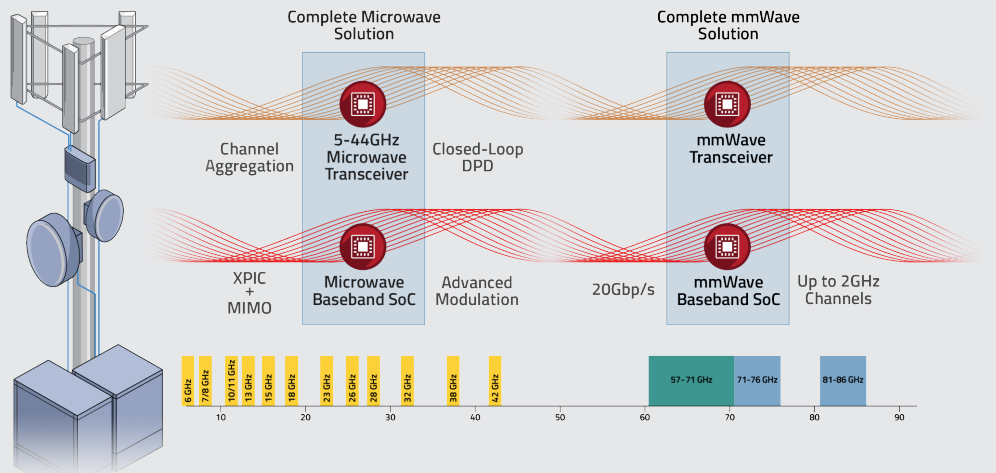 Complete Microwave
Solution
Complete mmWave
Solution
Channel
Aggregation
5-44GHz
Microwave
Transceiver
Closed-Loop
DPD
mmWave
Transceiver
XPIC
+
MIMO
Microwave
Baseband SoC
Advanced
Modulation
20Gbp/s
mmWave
Baseband SoC
Up to 2GHz
Channels
6 GHz
7/8 GHz
10/11 GHz
13 GHz
15 GHz
18 GHz
23 GHz
26 GHz
28 GHz
32 GHz
38 GHz
42 GHz
57-71 GHz
71-76 GHz
81-86 GHz
10
20
30
40
50
60
70
80
90